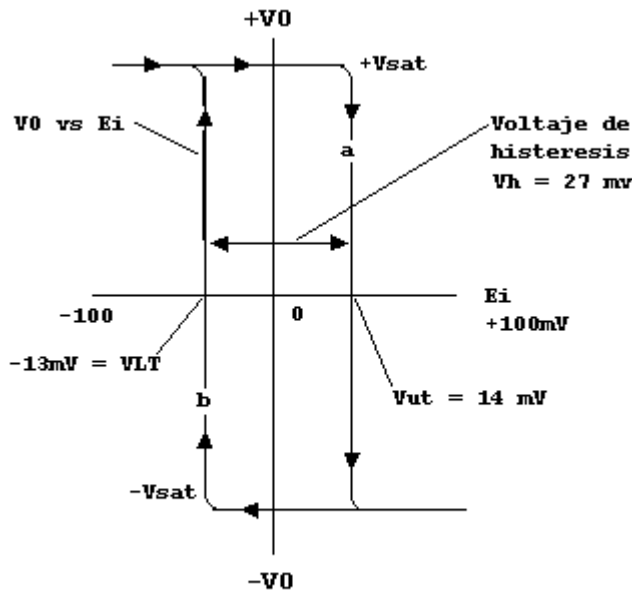 +V0
+Vsat
V0 vs Ei
a
Voltaje de
histeresis
Vh = 27 mv
-100
0
Ei
+100mV
-13mV = VLT
Vut = 14 mV
b
-Vsat
-V0